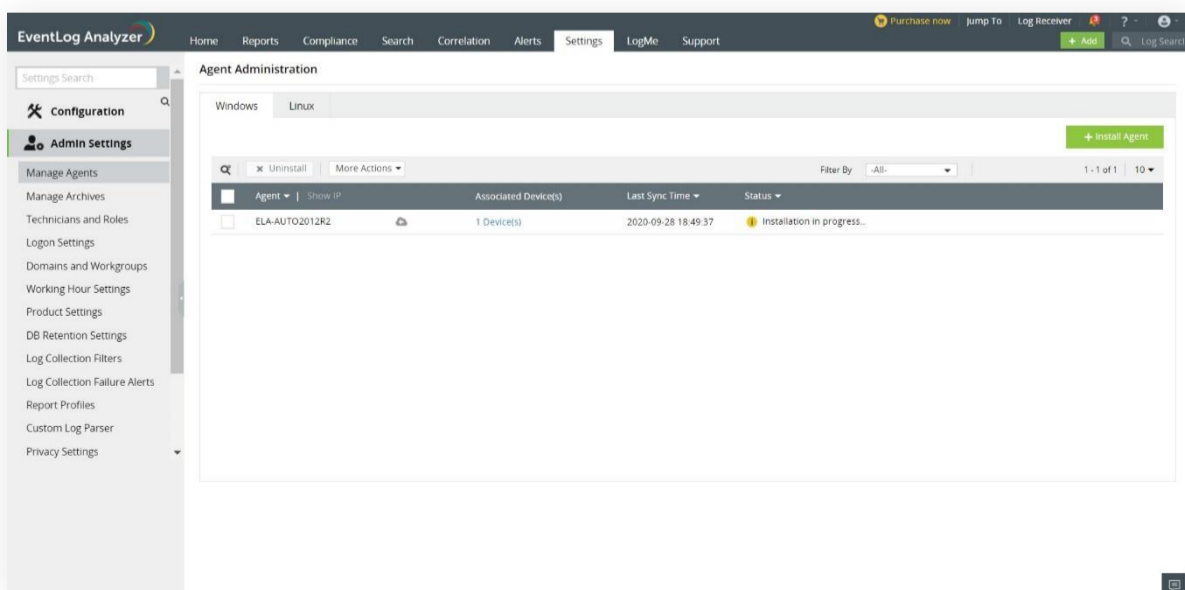 Purchase now Jump To Log Receiver ? -
EventLog Analyzer
Home Reports Compliance Search Correlation Alerts Settings LogMe Support
+ Add Log Search
Settings Search
Configuration
Admin Settings
Manage Agents
Manage Archives
Technicians and Roles
Logon Settings
Domains and Workgroups
Working Hour Settings
Product Settings
DB Retention Settings
Log Collection Filters
Log Collection Failure Alerts
Report Profiles
Custom Log Parser
Privacy Settings
Agent Administration
Windows Linux
+ Install Agent
Uninstall More Actions Filter By -All- 1 - 1 of 1 10
Agent | Show IP Associated Device(s) Last Sync Time Status
ELA-AUTO2012R2 1 Device(s) 2020-09-28 18:49:37 Installation in progress...